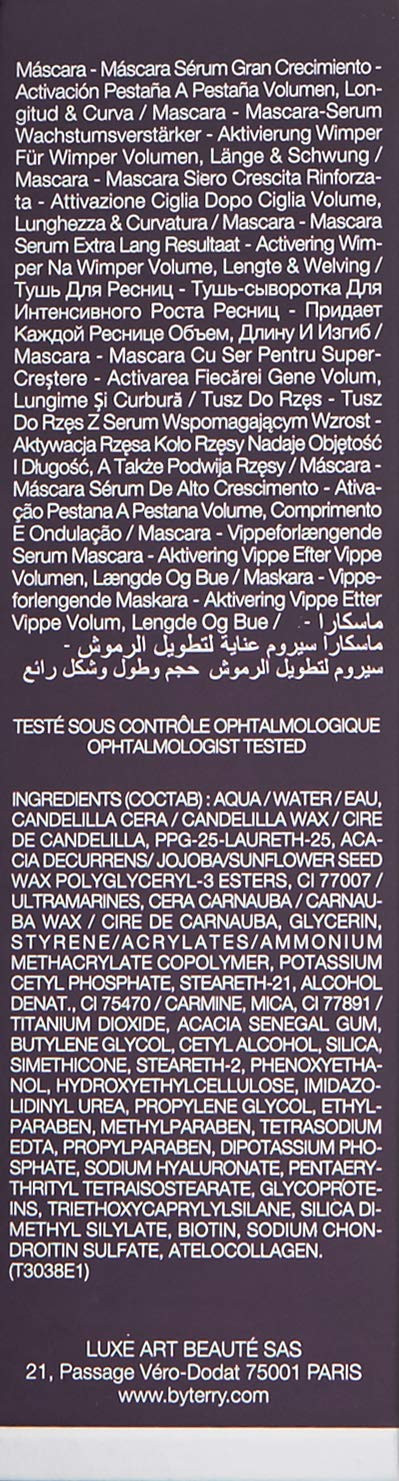 Máscara - Máscara Sérum Gran Crecimiento -
Activación Pestaña A Pestaña Volumen, Lon-
gitud & Curva / Mascara - Mascara-Serum
Wachstumsverstärker - Aktivierung Wimper
Für Wimper Volumen, Länge & Schwung /
Mascara - Mascara Siero Crescita Rinforza-
ta - Attivazione Ciglia Dopo Ciglia Volume,
Lunghezza & Curvatura / Mascara - Mascara
Serum Extra Lang Resultaat - Activering Wim-
per Na Wimper Volume, Lengte & Welving /
Тушь Для Ресниц - Тушь-сыворотка Для
Интенсивного Роста Ресниц - Придает
Каждой Реснице Объем, Длину И Изгиб /
Mascara - Mascara Cu Ser Pentru Super-
Creştere - Activarea Fiecărei Gene Volum,
Lungime Şi Curbură / Tusz Do Rzęs - Tusz
Do Rzęs Z Serum Wspomagającym Wzrost -
Aktywacja Rzęsa Koło Rzęsy Nadaje Objętość
I Długość, A Także Podwija Rzęsy / Máscara -
Máscara Sérum De Alto Crescimento - Ativa-
ção Pestana A Pestana Volume, Comprimento
E Ondulação / Mascara - Vippeforlængende
Serum Mascara - Aktivering Vippe Efter Vippe
Volumen, Længde Og Bue / Maskara - Vippe-
forlengende Maskara - Aktivering Vippe Etter
Vippe Volum, Lengde Og Bue / ماسكارا -
ماسكارا سيروم عناية لتطويل الرموش -
سيروم لتطويل الرموش حجم وطول وشكل رائع
TESTÉ SOUS CONTRÔLE OPHTALMOLOGIQUE
OPHTALMOLOGIST TESTED
INGREDIENTS (СОСТАВ) : AQUA / WATER / EAU,
CANDELILLA CERA / CANDELILLA WAX / CIRE
DE CANDELILLA, PPG-25-LAURETH-25, ACA-
CIA DECURRENS/ JOJOBA/SUNFLOWER SEED
WAX POLYGLYCERYL-3 ESTERS, CI 77007 /
ULTRAMARINES, CERA CARNAUBA / CARNAU-
BA WAX / CIRE DE CARNAUBA, GLYCERIN,
STYRENE/ACRYLATES/AMMONIUM
METHACRYLATE COPOLYMER, POTASSIUM
CETYL PHOSPHATE, STEARETH-21, ALCOHOL
DENAT., CI 75470 / CARMINE, MICA, CI 77891 /
TITANIUM DIOXIDE, ACACIA SENEGAL GUM,
BUTYLENE GLYCOL, CETYL ALCOHOL, SILICA,
SIMETHICONE, STEARETH-2, PHENOXYETHA-
NOL, HYDROXYETHYLCELLULOSE, IMIDAZO-
LIDINYL UREA, PROPYLENE GLYCOL, ETHYL-
PARABEN, METHYLPARABEN, TETRASODIUM
EDTA, PROPYLPARABEN, DIPOTASSIUM PHO-
SPHATE, SODIUM HYALURONATE, PENTAERY-
THRITYL TETRAISOSTEARATE, GLYCOPROTE-
INS, TRIETHOXYCAPRYLYLSILANE, SILICA DI-
METHYL SILYLATE, BIOTIN, SODIUM CHON-
DROITIN SULFATE, ATELOCOLLAGEN.
(T3038E1)
LUXE ART BEAUTÉ SAS
21, Passage Véro-Dodat 75001 PARIS
www.byterry.com